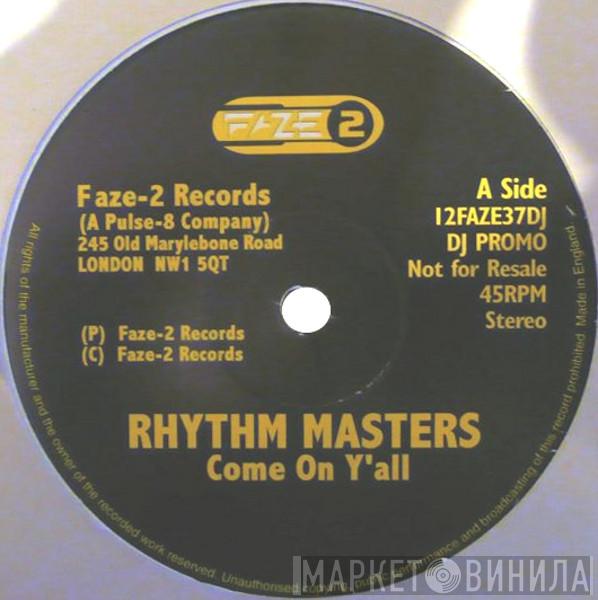 FAZE 2
Faze-2 Records
(A Pulse-8 Company)
245 Old Marylebone Road
LONDON NW1 5QT
A Side
12FAZE37DJ
DJ PROMO
Not for Resale
45RPM
Stereo
(P) Faze-2 Records
(C) Faze-2 Records
RHYTHM MASTERS
Come On Y'all
All rights of the manufacturer and the owner of the recorded work reserved. Unauthorised copying, public performance and broadcasting of this record prohibited. Made in England.
МАРКЕТ ВИНИЛА